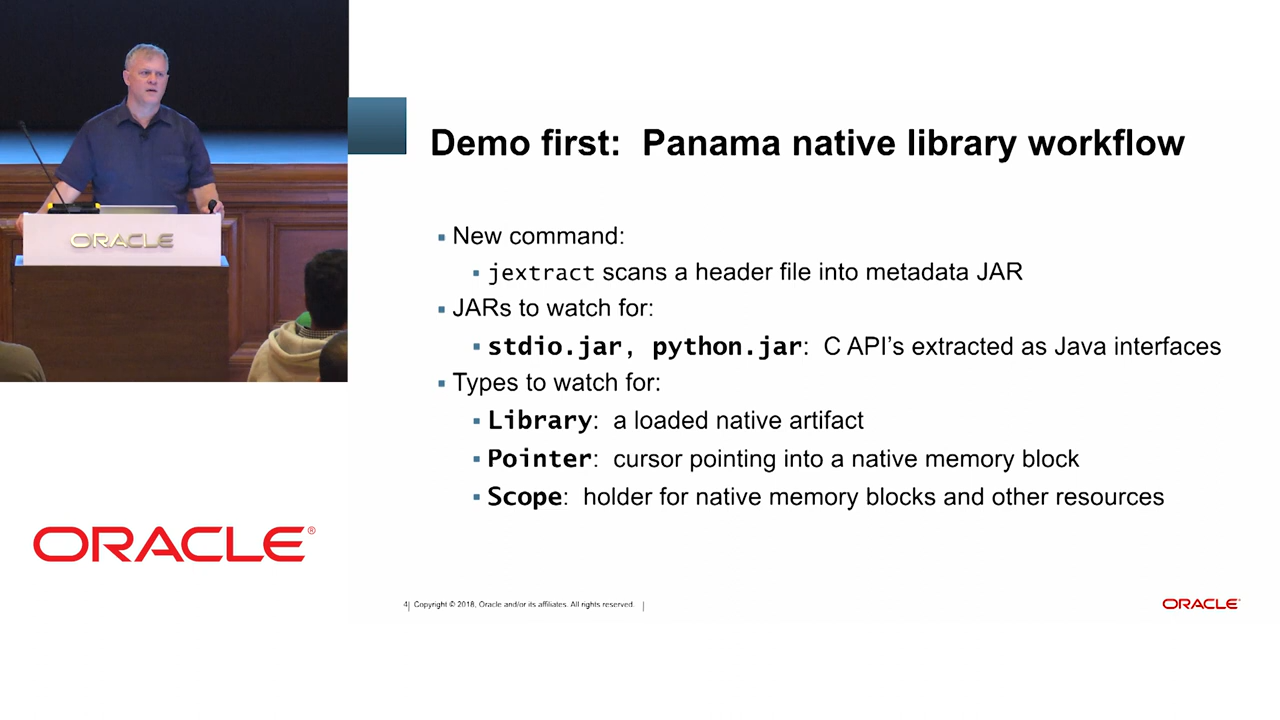 ORACLE
Demo first: Panama native library workflow
▪ New command:
▪ jextract scans a header file into metadata JAR
▪ JARs to watch for:
▪ stdio.jar, python.jar: C API’s extracted as Java interfaces
▪ Types to watch for:
▪ Library: a loaded native artifact
▪ Pointer: cursor pointing into a native memory block
▪ Scope: holder for native memory blocks and other resources
ORACLE®
4| Copyright © 2018, Oracle and/or its affiliates. All rights reserved. |
ORACLE®